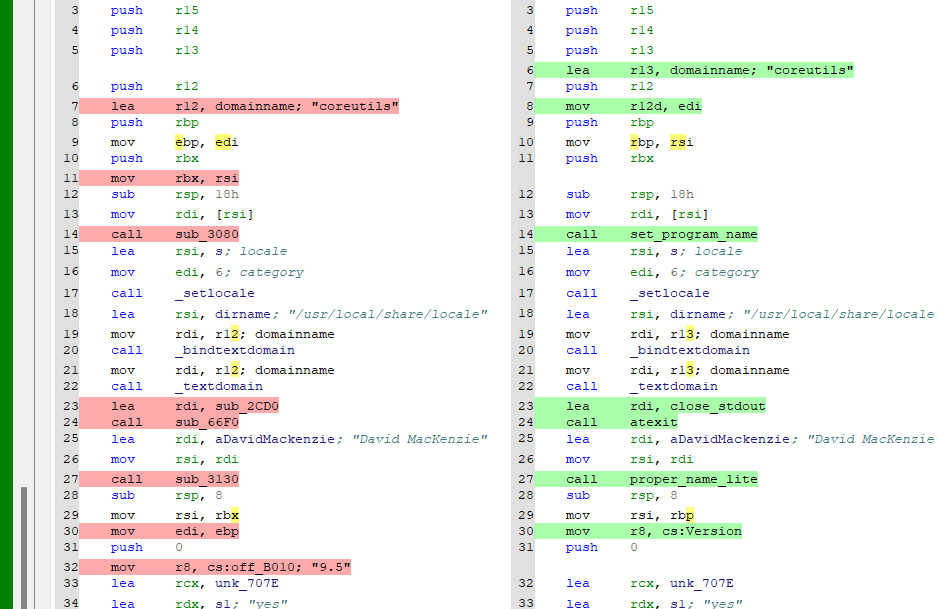 3 push r15
4 push r14
5 push r13
6 push r12
7 lea r12, domainname; "coreutils"
8 push rbp
9 mov ebp, edi
10 push rbx
11 mov rbx, rsi
12 sub rsp, 18h
13 mov rdi, [rsi]
14 call sub_3080
15 lea rsi, s; locale
16 mov edi, 6; category
17 call _setlocale
18 lea rsi, dirname; "/usr/local/share/locale"
19 mov rdi, r12; domainname
20 call _bindtextdomain
21 mov rdi, r12; domainname
22 call _textdomain
23 lea rdi, sub_2CD0
24 call sub_66F0
25 lea rdi, aDavidMackenzie; "David MacKenzie"
26 mov rsi, rdi
27 call sub_3130
28 sub rsp, 8
29 mov rsi, rbx
30 mov edi, ebp
31 push 0
32 mov r8, cs:off_B010; "9.5"
33 lea rcx, unk_707E
34 lea rdx, s1; "yes"
3 push r15
4 push r14
5 push r13
6 lea r13, domainname; "coreutils"
7 push r12
8 mov r12d, edi
9 push rbp
10 mov rbp, rsi
11 push rbx
12 sub rsp, 18h
13 mov rdi, [rsi]
14 call set_program_name
15 lea rsi, s; locale
16 mov edi, 6; category
17 call _setlocale
18 lea rsi, dirname; "/usr/local/share/locale
19 mov rdi, r13; domainname
20 call _bindtextdomain
21 mov rdi, r13; domainname
22 call _textdomain
23 lea rdi, close_stdout
24 call atexit
25 lea rdi, aDavidMackenzie; "David MacKenzie
26 mov rsi, rdi
27 call proper_name_lite
28 sub rsp, 8
29 mov rsi, rbp
30 mov r8, cs:Version
31 push 0
32 lea rcx, unk_707E
33 lea rdx, s1; "yes"